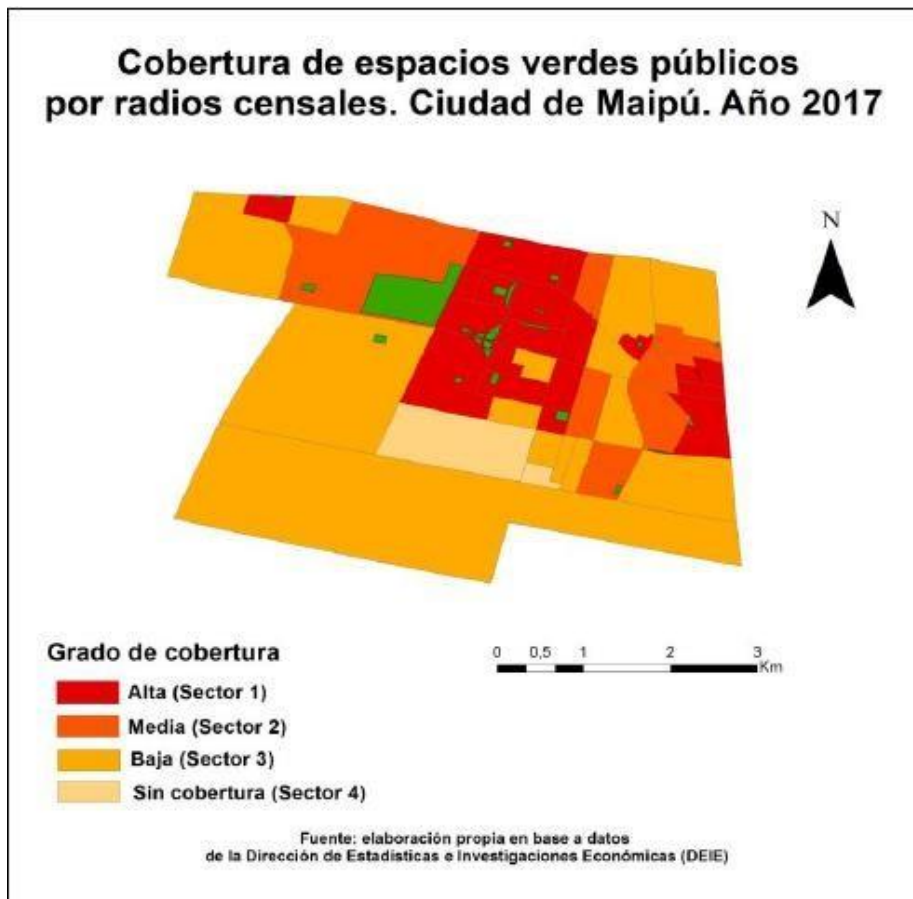 Cobertura de espacios verdes públicos
por radios censales. Ciudad de Maipú. Año 2017
N
0 0,5 1 2 3
Km
Grado de cobertura
Alta (Sector 1)
Media (Sector 2)
Baja (Sector 3)
Sin cobertura (Sector 4)
Fuente: elaboración propia en base a datos
de la Dirección de Estadísticas e Investigaciones Económicas (DEIE)